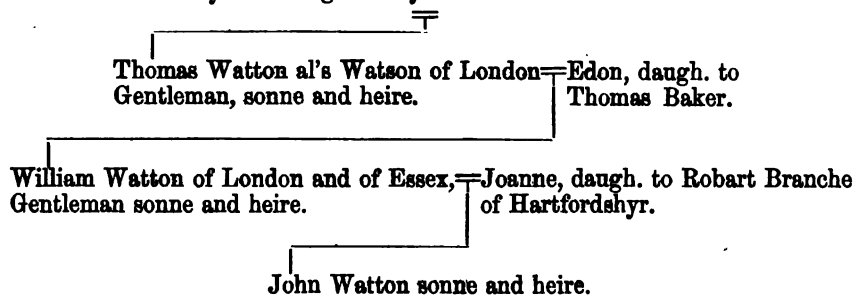 Thomas Watton al's Watson of London=Edon, daugh. to
Gentleman, sonne and heire. Thomas Baker.
William Watton of London and of Essex,=Joanne, daugh. to Robart Branche
Gentleman sonne and heire. of Hartfordshyr.
John Watton sonne and heire.